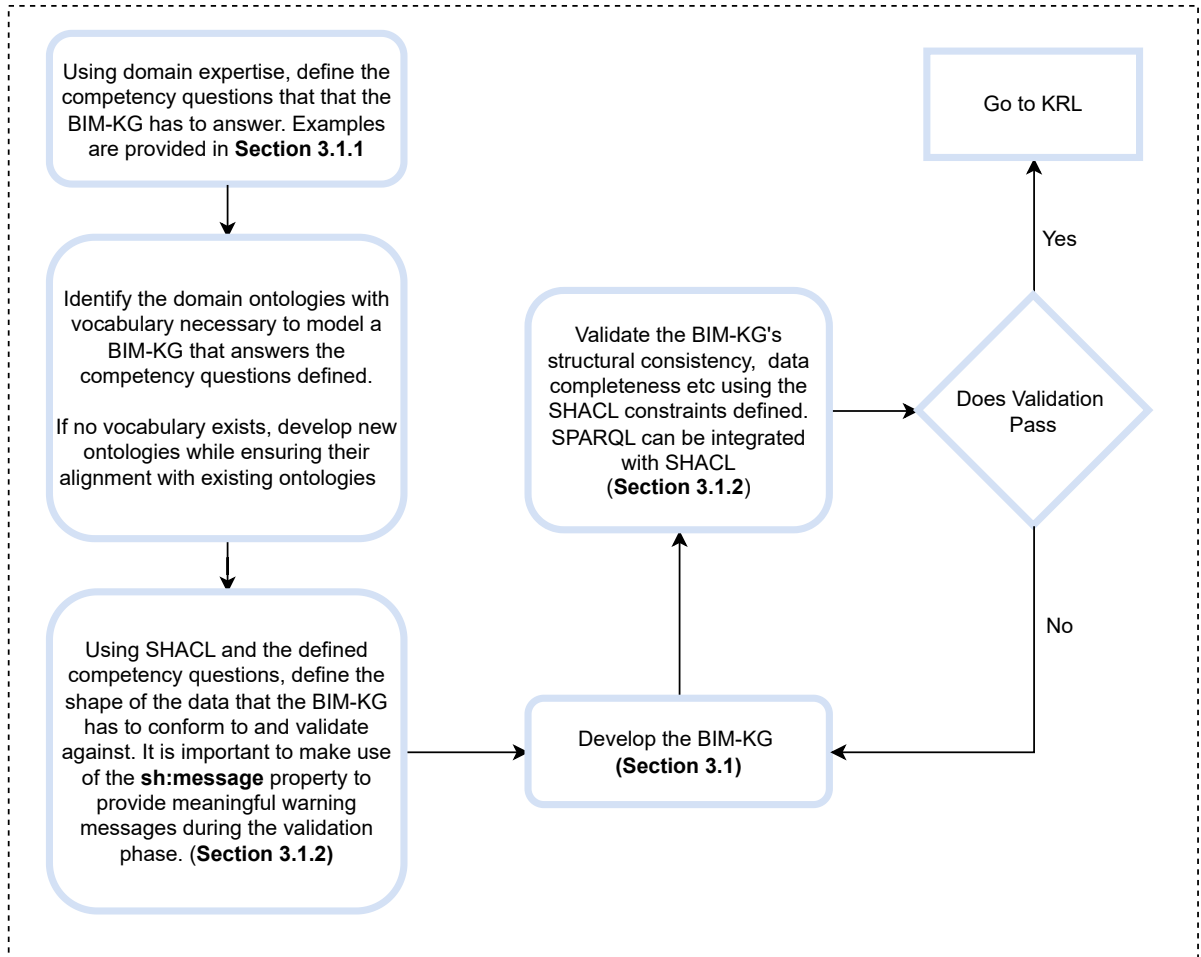 Using domain expertise, define the
competency questions that that the
BIM-KG has to answer. Examples
are provided in Section 3.1.1
Identify the domain ontologies with
vocabulary necessary to model a
BIM-KG that answers the
competency questions defined.
If no vocabulary exists, develop new
ontologies while ensuring their
alignment with existing ontologies
Using SHACL and the defined
competency questions, define the
shape of the data that the BIM-KG
has to conform to and validate
against. It is important to make use
of the sh:message property to
provide meaningful warning
messages during the validation
phase. (Section 3.1.2)
Develop the BIM-KG
(Section 3.1)
Validate the BIM-KG's
structural consistency, data
completeness etc using the
SHACL constraints defined.
SPARQL can be integrated
with SHACL
(Section 3.1.2)
Does Validation
Pass
Yes
No
Go to KRL